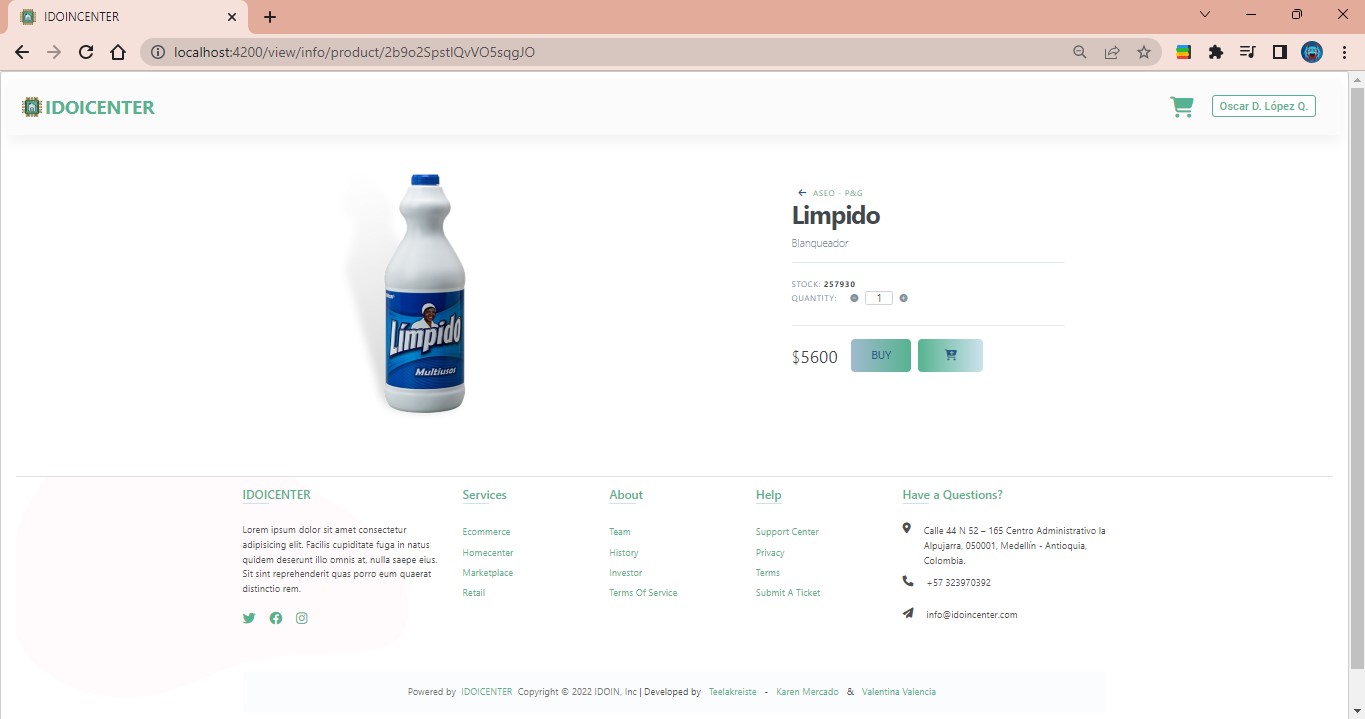 IDOINCENTER
localhost:4200/view/info/product/2b9o2SpstlQvVO5sqgJO
IDOICENTER
Oscar D. López Q.
ASEO - P&G
Limpido
Blanqueador
STOCK: 257930
QUANTITY: 1
$5600 BUY
Límpido
Multiusos
IDOICENTER
Lorem ipsum dolor sit amet consectetur
adipisicing elit. Facilis cupiditate fuga in natus
quidem deserunt illo omnis at, nulla saepe eius.
Sit sint reprehenderit quas porro eum quaerat
distinctio rem.
Services
Ecommerce
Homecenter
Marketplace
Retail
About
Team
History
Investor
Terms Of Service
Help
Support Center
Privacy
Terms
Submit A Ticket
Have a Questions?
Calle 44 N 52 – 165 Centro Administrativo la
Alpujarra, 050001, Medellín - Antioquia,
Colombia.
+57 323970392
info@idoincenter.com
Powered by IDOICENTER Copyright © 2022 IDOIN, Inc | Developed by Teelakreiste - Karen Mercado & Valentina Valencia